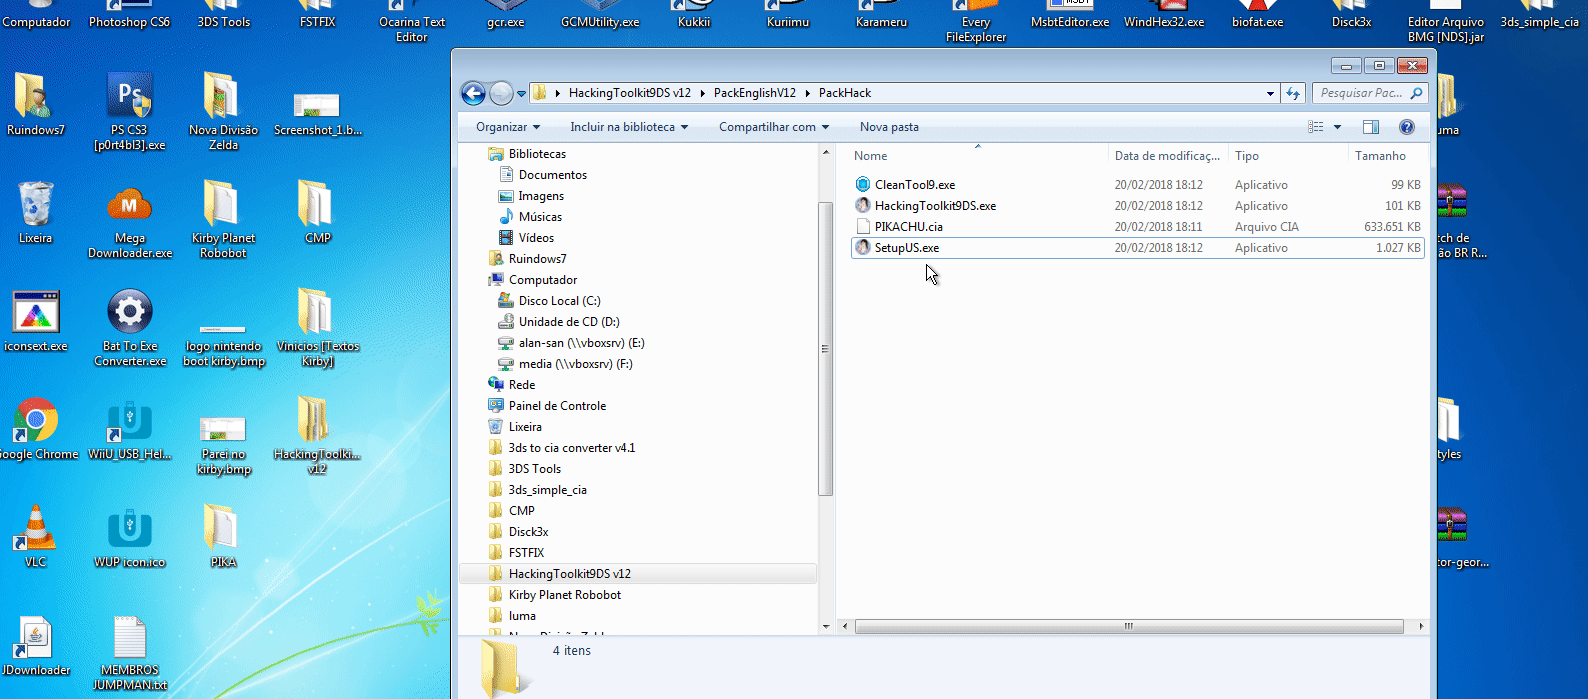 Computador
Photoshop CS6
3DS Tools
FSTFIX
Ocarina Text
Editor
gcr.exe
GCMUtility.exe
Kukkii
Kuriimu
Karameru
Every
FileExplorer
MsbtEditor.exe
WindHex32.exe
biofat.exe
Disck3x
Editor Arquivo
BMG [NDS].jar
3ds_simple_cia
Ruindows7
PS CS3
[p0rt4bl3].exe
Nova Divisão
Zelda
Screenshot_1.b...
Lixeira
Mega
Downloader.exe
Kirby Planet
Robobot
CMP
iconsext.exe
Bat To Exe
Converter.exe
logo nintendo
boot kirby.bmp
Vinicios [Textos
Kirby]
oogle Chrome
WiiU_USB_Hel...
Parei no
kirby.bmp
HackingToolki...
v12
VLC
WUP icon.ico
PIKA
JDownloader
MEMBROS
JUMPMAN.txt
HackingToolkit9DS v12
PackEnglishV12
PackHack
Pesquisar Pac...
Organizar
Incluir na biblioteca
Compartilhar com
Nova pasta
Bibliotecas
Documentos
Imagens
Músicas
Vídeos
Ruindows7
Computador
Disco Local (C:)
Unidade de CD (D:)
alan-san (\\vboxsrv) (E:)
media (\\vboxsrv) (F:)
Rede
Painel de Controle
Lixeira
3ds to cia converter v4.1
3DS Tools
3ds_simple_cia
CMP
Disck3x
FSTFIX
HackingToolkit9DS v12
Kirby Planet Robobot
luma
Nome
Data de modificaç...
Tipo
Tamanho
CleanTool9.exe 20/02/2018 18:12 Aplicativo 99 KB
HackingToolkit9DS.exe 20/02/2018 18:12 Aplicativo 101 KB
PIKACHU.cia 20/02/2018 18:11 Arquivo CIA 633.651 KB
SetupUS.exe 20/02/2018 18:12 Aplicativo 1.027 KB
4 itens
uma
tch de
ão BR R...
tyles
tor-geor...